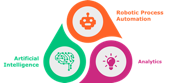 Robotic Process
Automation
Artificial
Intelligence
Analytics